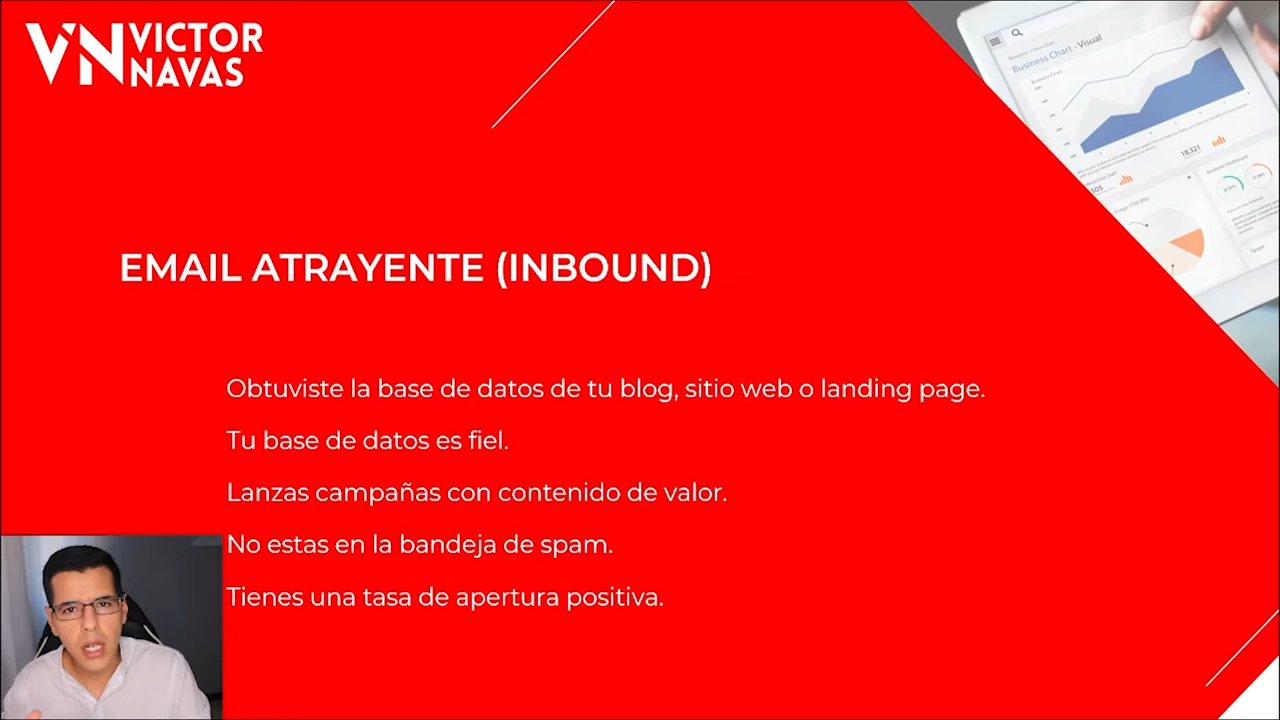 VN VICTOR
NAVAS
Business Chart - Visual
18,321
505
EMAIL ATRAYENTE (INBOUND)
Obtuviste la base de datos de tu blog, sitio web o landing page.
Tu base de datos es fiel.
Lanzas campañas con contenido de valor.
No estas en la bandeja de spam.
Tienes una tasa de apertura positiva.